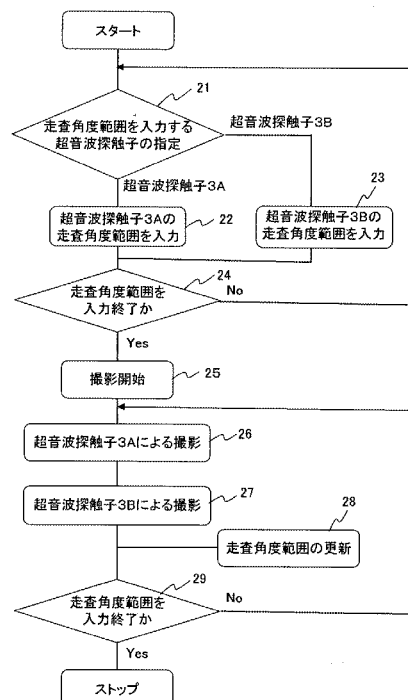 スタート
21
走査角度範囲を入力する
超音波探触子の指定
超音波探触子3B
超音波探触子3A
23
超音波探触子3Aの
走査角度範囲を入力
22
超音波探触子3Bの
走査角度範囲を入力
24
走査角度範囲を
入力終了か
No
Yes
撮影開始
25
超音波探触子3Aによる撮影
26
超音波探触子3Bによる撮影
27
28
走査角度範囲の更新
29
走査角度範囲を
入力終了か
No
Yes
ストップ